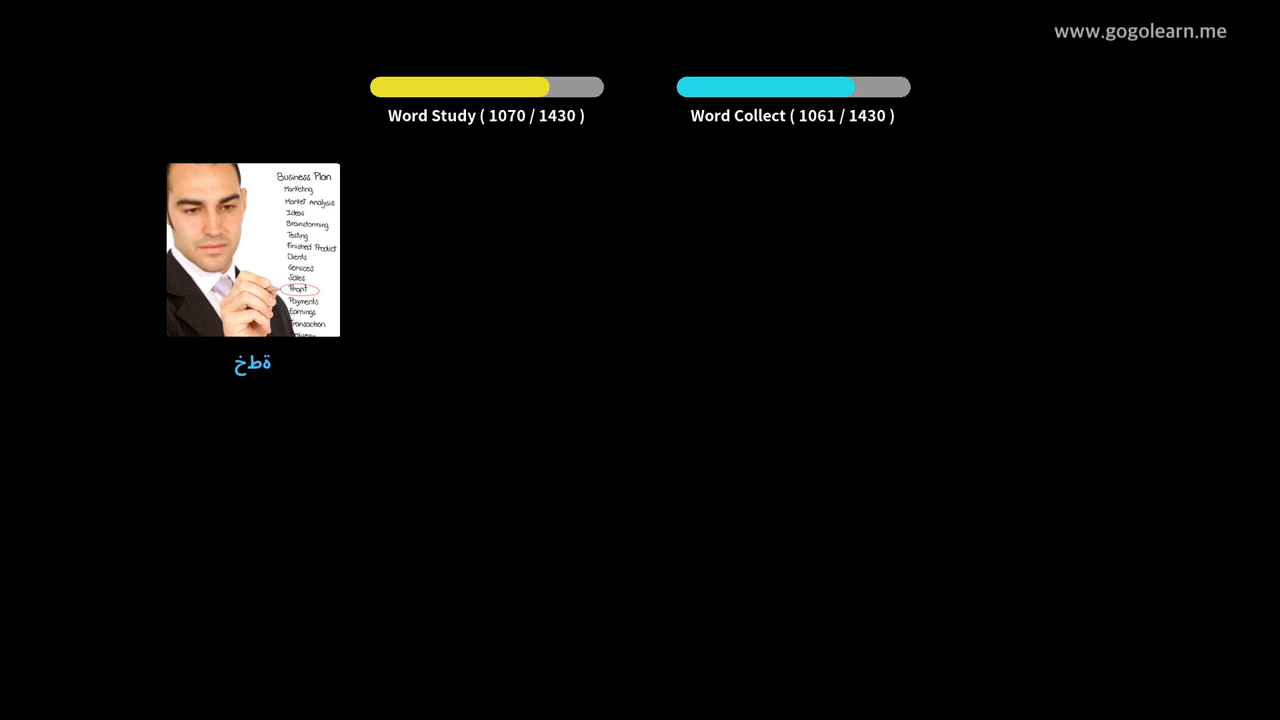 www.gogolearn.me
Word Study ( 1070 / 1430 )
Word Collect ( 1061 / 1430 )
Business Plan
Marketing
Market Analysis
Ideas
Brainstorming
Testing
Finished Product
Clients
Services
Sales
Profit
Payments
Earnings
Transaction
ةطخ